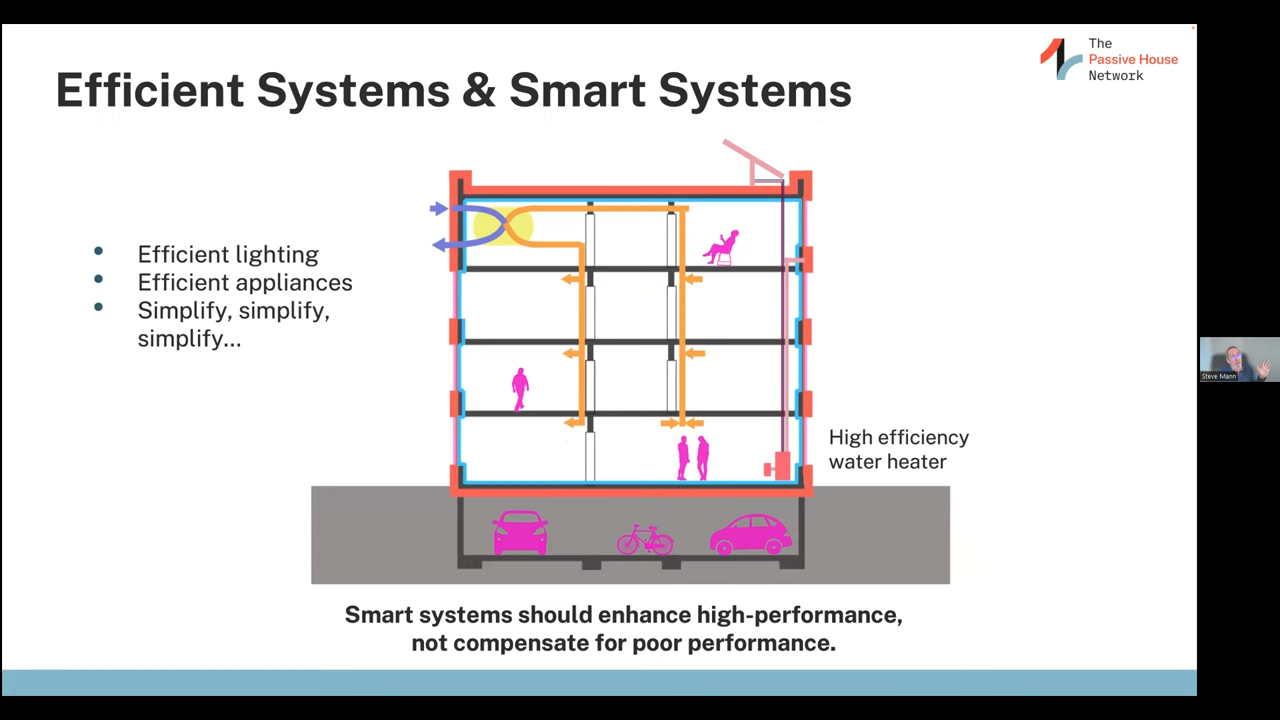 The
Passive House
Network
Efficient Systems & Smart Systems
Efficient lighting
Efficient appliances
Simplify, simplify,
simplify...
High efficiency
water heater
Steve Mann
Smart systems should enhance high-performance,
not compensate for poor performance.